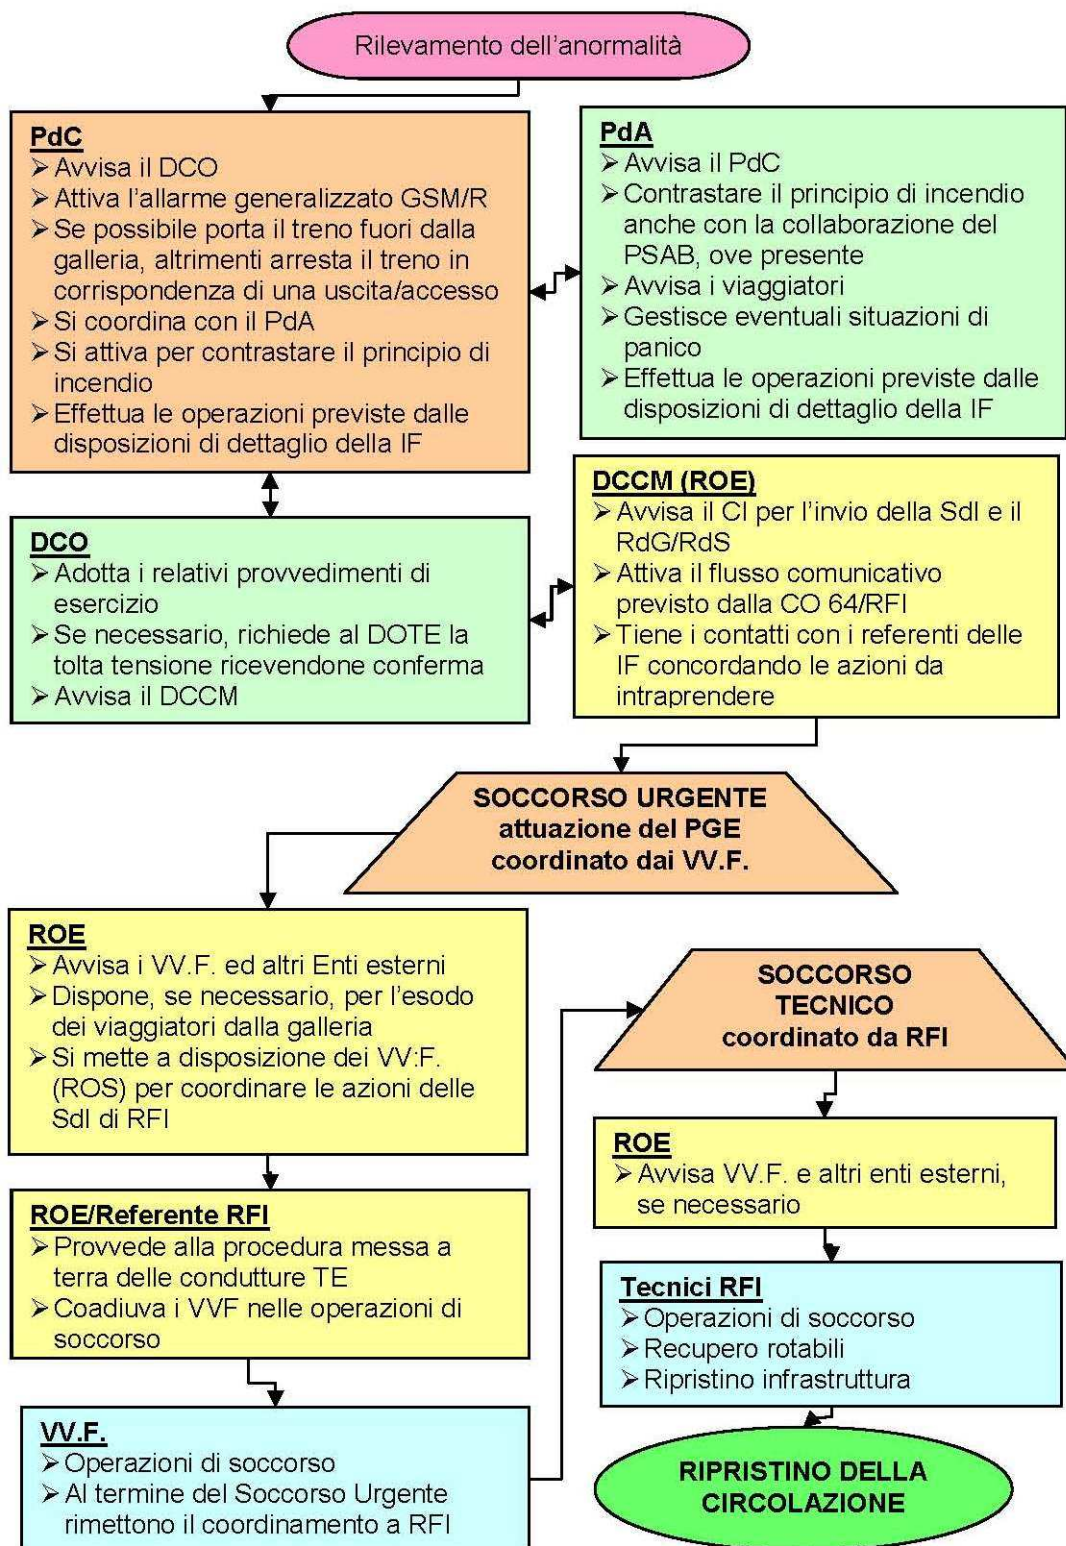 Rilevamento dell'anormalità
PdC
➢ Avvisa il DCO
➢ Attiva l'allarme generalizzato GSM/R
➢ Se possibile porta il treno fuori dalla
galleria, altrimenti arresta il treno in
corrispondenza di una uscita/accesso
➢ Si coordina con il PdA
➢ Si attiva per contrastare il principio di
incendio
➢ Effettua le operazioni previste dalle
disposizioni di dettaglio della IF
PdA
➢ Avvisa il PdC
➢ Contrastare il principio di incendio
anche con la collaborazione del
PSAB, ove presente
➢ Avvisa i viaggiatori
➢ Gestisce eventuali situazioni di
panico
➢ Effettua le operazioni previste dalle
disposizioni di dettaglio della IF
DCO
➢ Adotta i relativi provvedimenti di
esercizio
➢ Se necessario, richiede al DOTE la
tolta tensione ricevendone conferma
➢ Avvisa il DCCM
DCCM (ROE)
➢ Avvisa il CI per l'invio della SdI e il
RdG/RdS
➢ Attiva il flusso comunicativo
previsto dalla CO 64/RFI
➢ Tiene i contatti con i referenti delle
IF concordando le azioni da
intraprendere
SOCCORSO URGENTE
attuazione del PGE
coordinato dai VV.F.
ROE
➢ Avvisa i VV.F. ed altri Enti esterni
➢ Dispone, se necessario, per l'esodo
dei viaggiatori dalla galleria
➢ Si mette a disposizione dei VV:F.
(ROS) per coordinare le azioni delle
SdI di RFI
ROE/Referente RFI
➢ Provvede alla procedura messa a
terra delle condutture TE
➢ Coadiuva i VVF nelle operazioni di
soccorso
VV.F.
➢ Operazioni di soccorso
➢ Al termine del Soccorso Urgente
rimettono il coordinamento a RFI
SOCCORSO
TECNICO
coordinato da RFI
ROE
➢ Avvisa VV.F. e altri enti esterni,
se necessario
Tecnici RFI
➢ Operazioni di soccorso
➢ Recupero rotabili
➢ Ripristino infrastruttura
RIPRISTINO DELLA
CIRCOLAZIONE